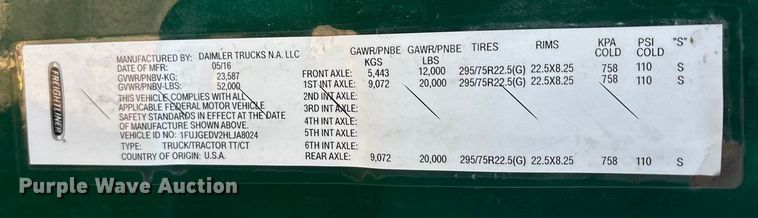 FREIGHTLINER
MANUFACTURED BY: DAIMLER TRUCKS N.A. LLC
DATE OF MFR: 05/16
GVWR/PNBV-KG: 23,587
GVWR/PNBV-LBS: 52,000
THIS VEHICLE COMPLIES WITH ALL
APPLICABLE FEDERAL MOTOR VEHICLE
SAFETY STANDARDS IN EFFECT AT THE DATE
OF MANUFACTURE SHOWN ABOVE.
VEHICLE ID NO: 1FUJGEDV2HLJA8024
TYPE: TRUCK/TRACTOR TT/CT
COUNTRY OF ORIGIN: U.S.A.
GAWR/PNBE GAWR/PNBE TIRES RIMS KPA PSI "S"
KGS LBS COLD COLD
FRONT AXLE: 5,443 12,000 295/75R22.5(G) 22.5X8.25 758 110 S
1ST INT AXLE: 9,072 20,000 295/75R22.5(G) 22.5X8.25 758 110 S
2ND INT AXLE:
3RD INT AXLE:
4TH INT AXLE:
5TH INT AXLE:
6TH INT AXLE:
REAR AXLE: 9,072 20,000 295/75R22.5(G) 22.5X8.25 758 110 S
Purple Wave Auction